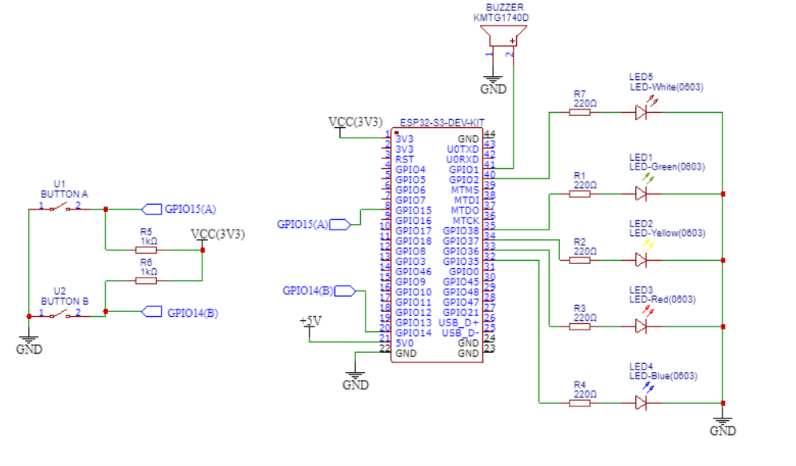 BUZZER
KMTG1740D
1
2
GND
LED5
LED-White(0603)
R7
220Ω
VCC(3V3)
ESP32-S3-DEV-KIT
1 3V3 GND 44
2 3V3 U0TXD 43
3 RST U0RXD 42
4 GPIO4 GPIO1 41
5 GPIO5 GPIO2 40
6 GPIO6 MTMS 39
7 GPIO7 MTDI 38
8 GPIO15 MTDO 37
9 GPIO16 MTCK 36
10 GPIO17 GPIO38 35
11 GPIO18 GPIO37 34
12 GPIO8 GPIO36 33
13 GPIO3 GPIO35 32
14 GPIO46 GPIO0 31
15 GPIO9 GPIO45 30
16 GPIO10 GPIO48 29
17 GPIO11 GPIO47 28
18 GPIO12 GPIO21 27
19 GPIO13 USB_D+ 26
20 GPIO14 USB_D- 25
21 5V0 GND 24
22 GND GND 23
LED1
LED-Green(0603)
R1
220Ω
U1
BUTTON A
1 2
GPIO15(A)
GPIO15(A)
R5
1kΩ
VCC(3V3)
R6
1kΩ
LED2
LED-Yellow(0603)
R2
220Ω
U2
BUTTON B
1 2
GPIO14(B)
GPIO14(B)
LED3
LED-Red(0603)
R3
220Ω
+5V
GND
GND
LED4
LED-Blue(0603)
R4
220Ω
GND